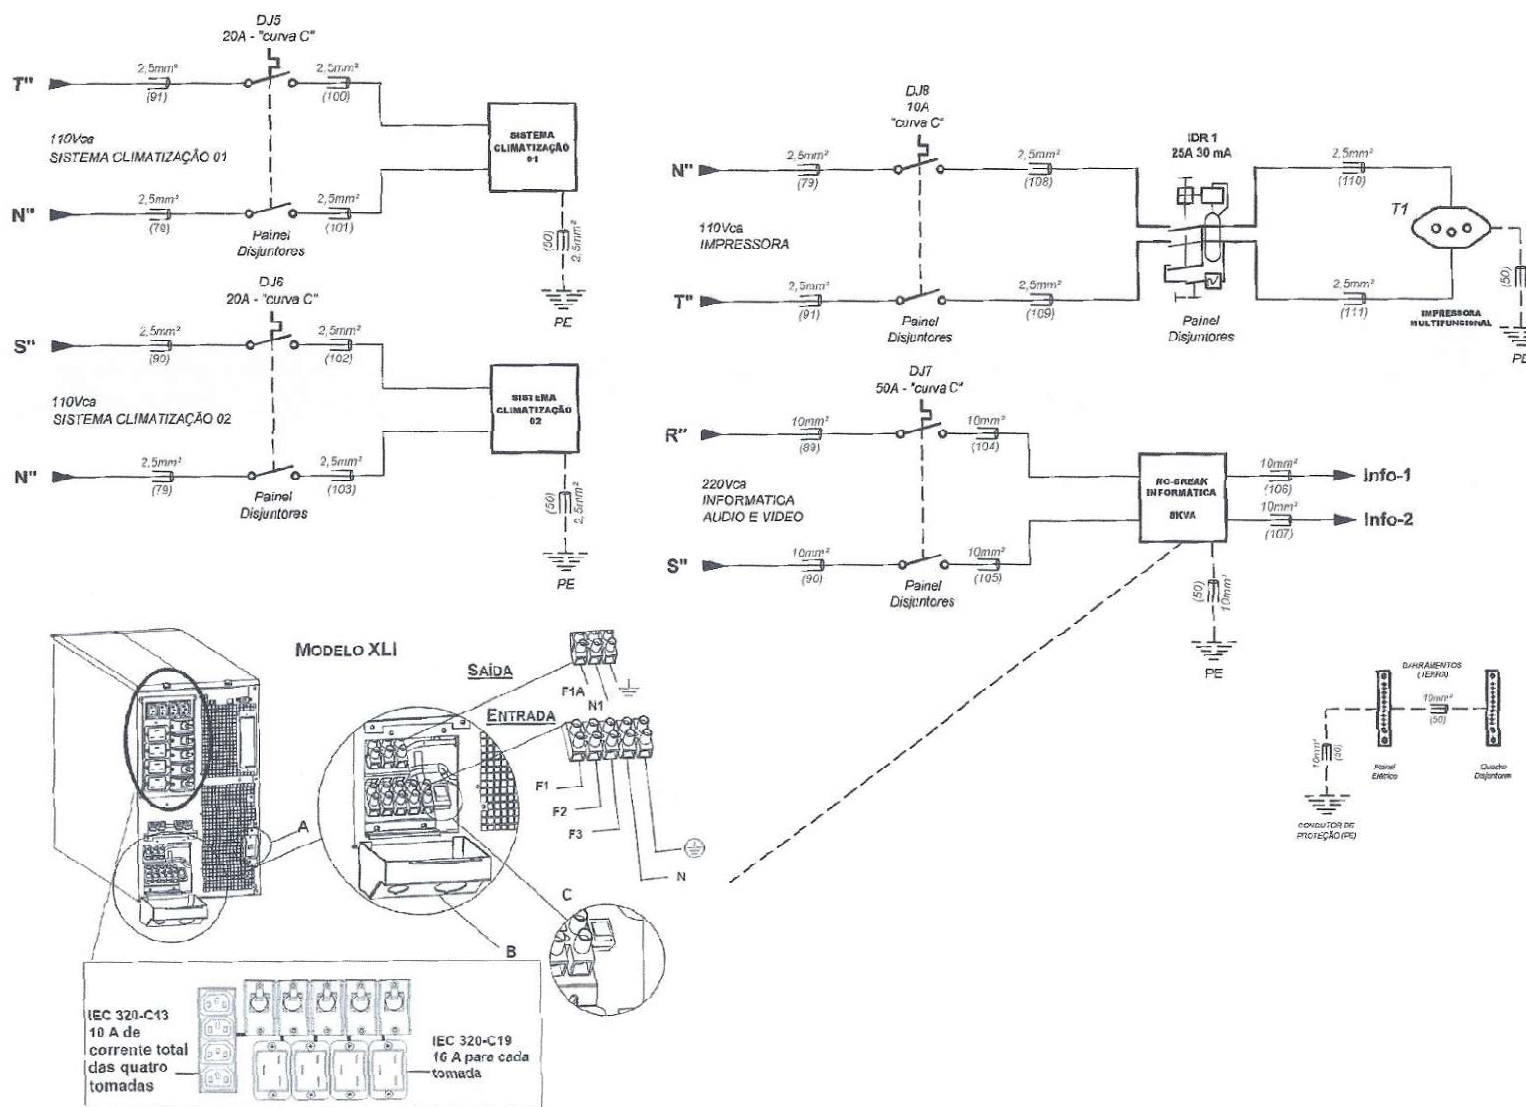 DJ5
20A - "curva C"
T"
2,5mm²
(91)
2,5mm²
(100)
110Vca
SISTEMA CLIMATIZAÇÃO 01
SISTEMA
CLIMATIZAÇÃO
01
N"
2,5mm²
(79)
2,5mm²
(101)
Painel
Disjuntores
(50)
2,5mm²
PE
DJ6
20A - "curva C"
S"
2,5mm²
(90)
2,5mm²
(102)
110Vca
SISTEMA CLIMATIZAÇÃO 02
SISTEMA
CLIMATIZAÇÃO
02
N"
2,5mm²
(79)
2,5mm²
(103)
Painel
Disjuntores
(50)
2,5mm²
PE
DJ8
10A
"curva C"
N"
2,5mm²
(79)
2,5mm²
(108)
IDR 1
25A 30 mA
2,5mm²
(110)
T1
110Vca
IMPRESSORA
T"
2,5mm²
(91)
2,5mm²
(109)
Painel
Disjuntores
Painel
Disjuntores
2,5mm²
(111)
IMPRESSORA
MULTIFUNCIONAL
(50)
PE
DJ7
50A - "curva C"
R"
10mm²
(89)
10mm²
(104)
220Vca
INFORMATICA
AUDIO E VIDEO
NO-BREAK
INFORMÁTICA
8KVA
10mm²
(106)
Info-1
10mm²
(107)
Info-2
S"
10mm²
(90)
10mm²
(105)
Painel
Disjuntores
(50)
10mm²
PE
MODELO XLI
SAÍDA
F1A
N1
ENTRADA
F1
F2
F3
N
A
B
C
BARRAMENTOS
(TERRA)
10mm²
(50)
10mm²
(50)
Painel
Elétrico
Quadro
Disjuntores
CONDUTOR DE
PROTEÇÃO (PE)
IEC 320-C13
10 A de
corrente total
das quatro
tomadas
IEC 320-C19
16 A para cada
tomada